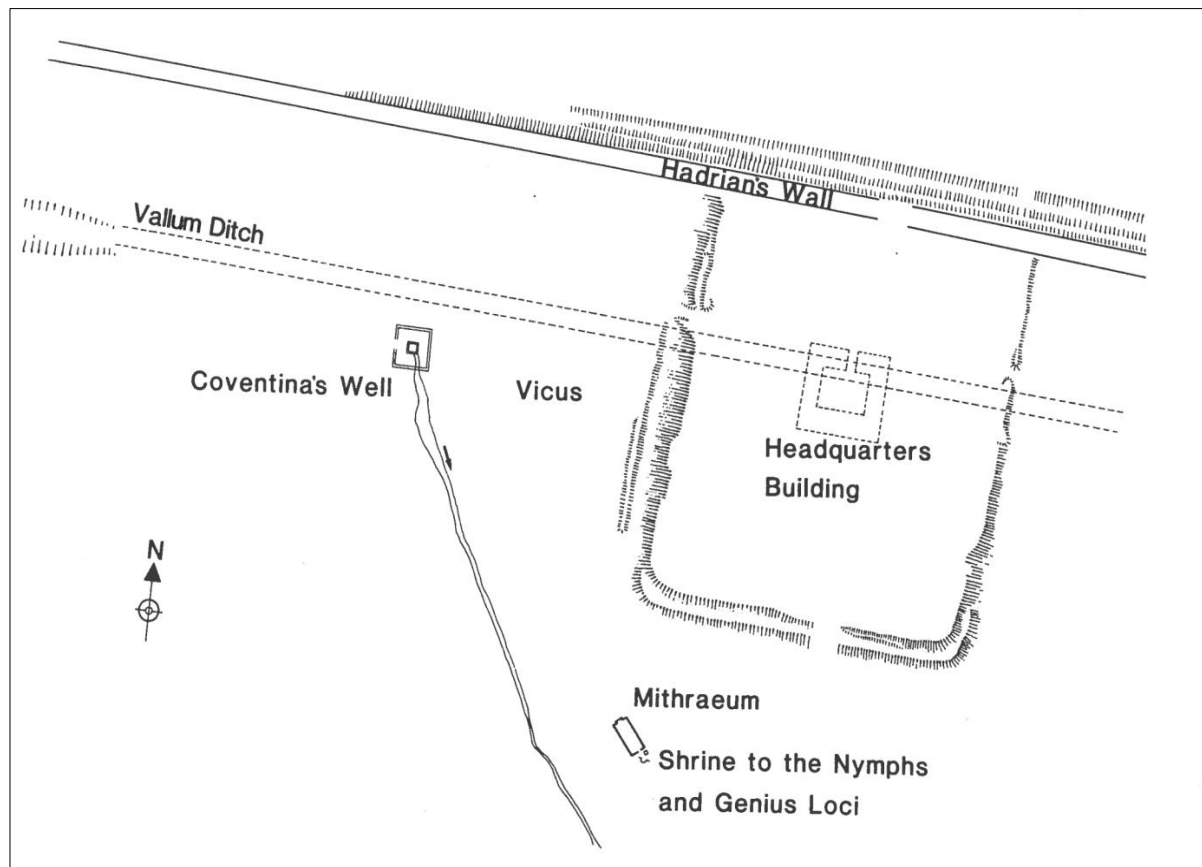 Hadrian's Wall
Vallum Ditch
Coventina's Well
Vicus
Headquarters
Building
N
Mithraeum
Shrine to the Nymphs
and Genius Loci